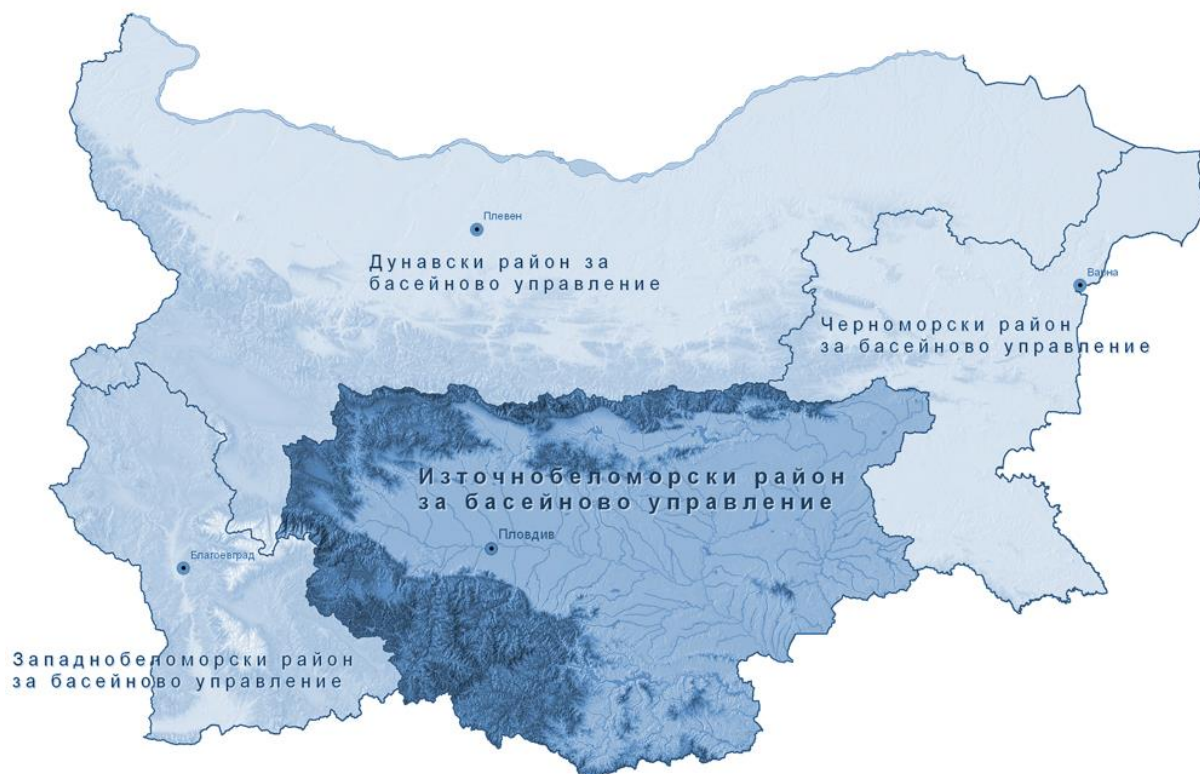 Плевен
Дунавски район за
басейново управление
Варна
Черноморски район
за басейново управление
Източнобеломорски район
за басейново управление
Пловдив
Благоевград
Западнобеломорски район
за басейново управление